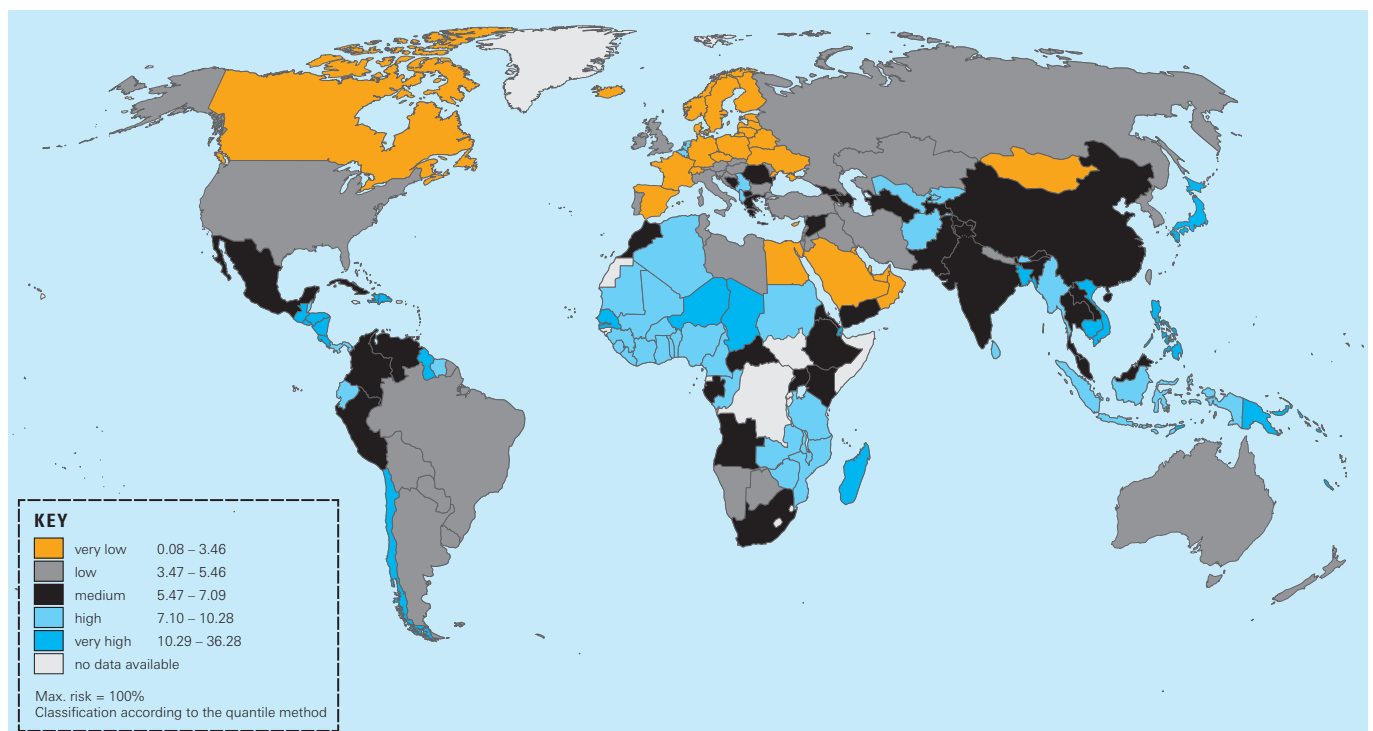 KEY
very low 0.08 – 3.46
low 3.47 – 5.46
medium 5.47 – 7.09
high 7.10 – 10.28
very high 10.29 – 36.28
no data available
Max. risk = 100%
Classification according to the quantile method